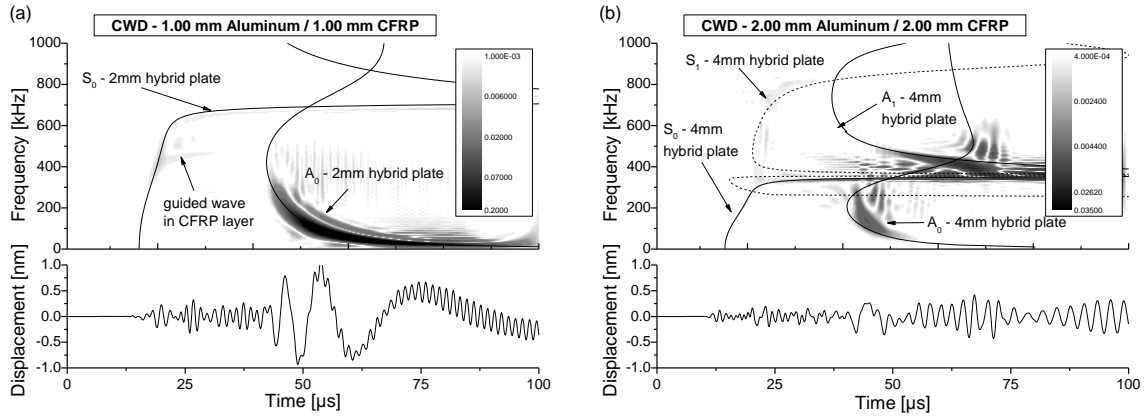 (a)
CWD - 1.00 mm Aluminum / 1.00 mm CFRP
1000
800
600
400
200
0
Frequency [kHz]
S0 - 2mm hybrid plate
guided wave
in CFRP layer
A0 - 2mm hybrid plate
1.000E-03
0.006000
0.02000
0.07000
0.2000
1.0
0.5
0.0
-0.5
-1.0
Displacement [nm]
0
25
50
75
100
Time [µs]
(b)
CWD - 2.00 mm Aluminum / 2.00 mm CFRP
1000
800
600
400
200
0
Frequency [kHz]
S1 - 4mm hybrid plate
S0 - 4mm
hybrid plate
A1 - 4mm
hybrid plate
A0 - 4mm hybrid plate
4.000E-04
0.002400
0.004400
0.02620
0.03500
1.0
0.5
0.0
-0.5
-1.0
Displacement [nm]
0
25
50
75
100
Time [µs]